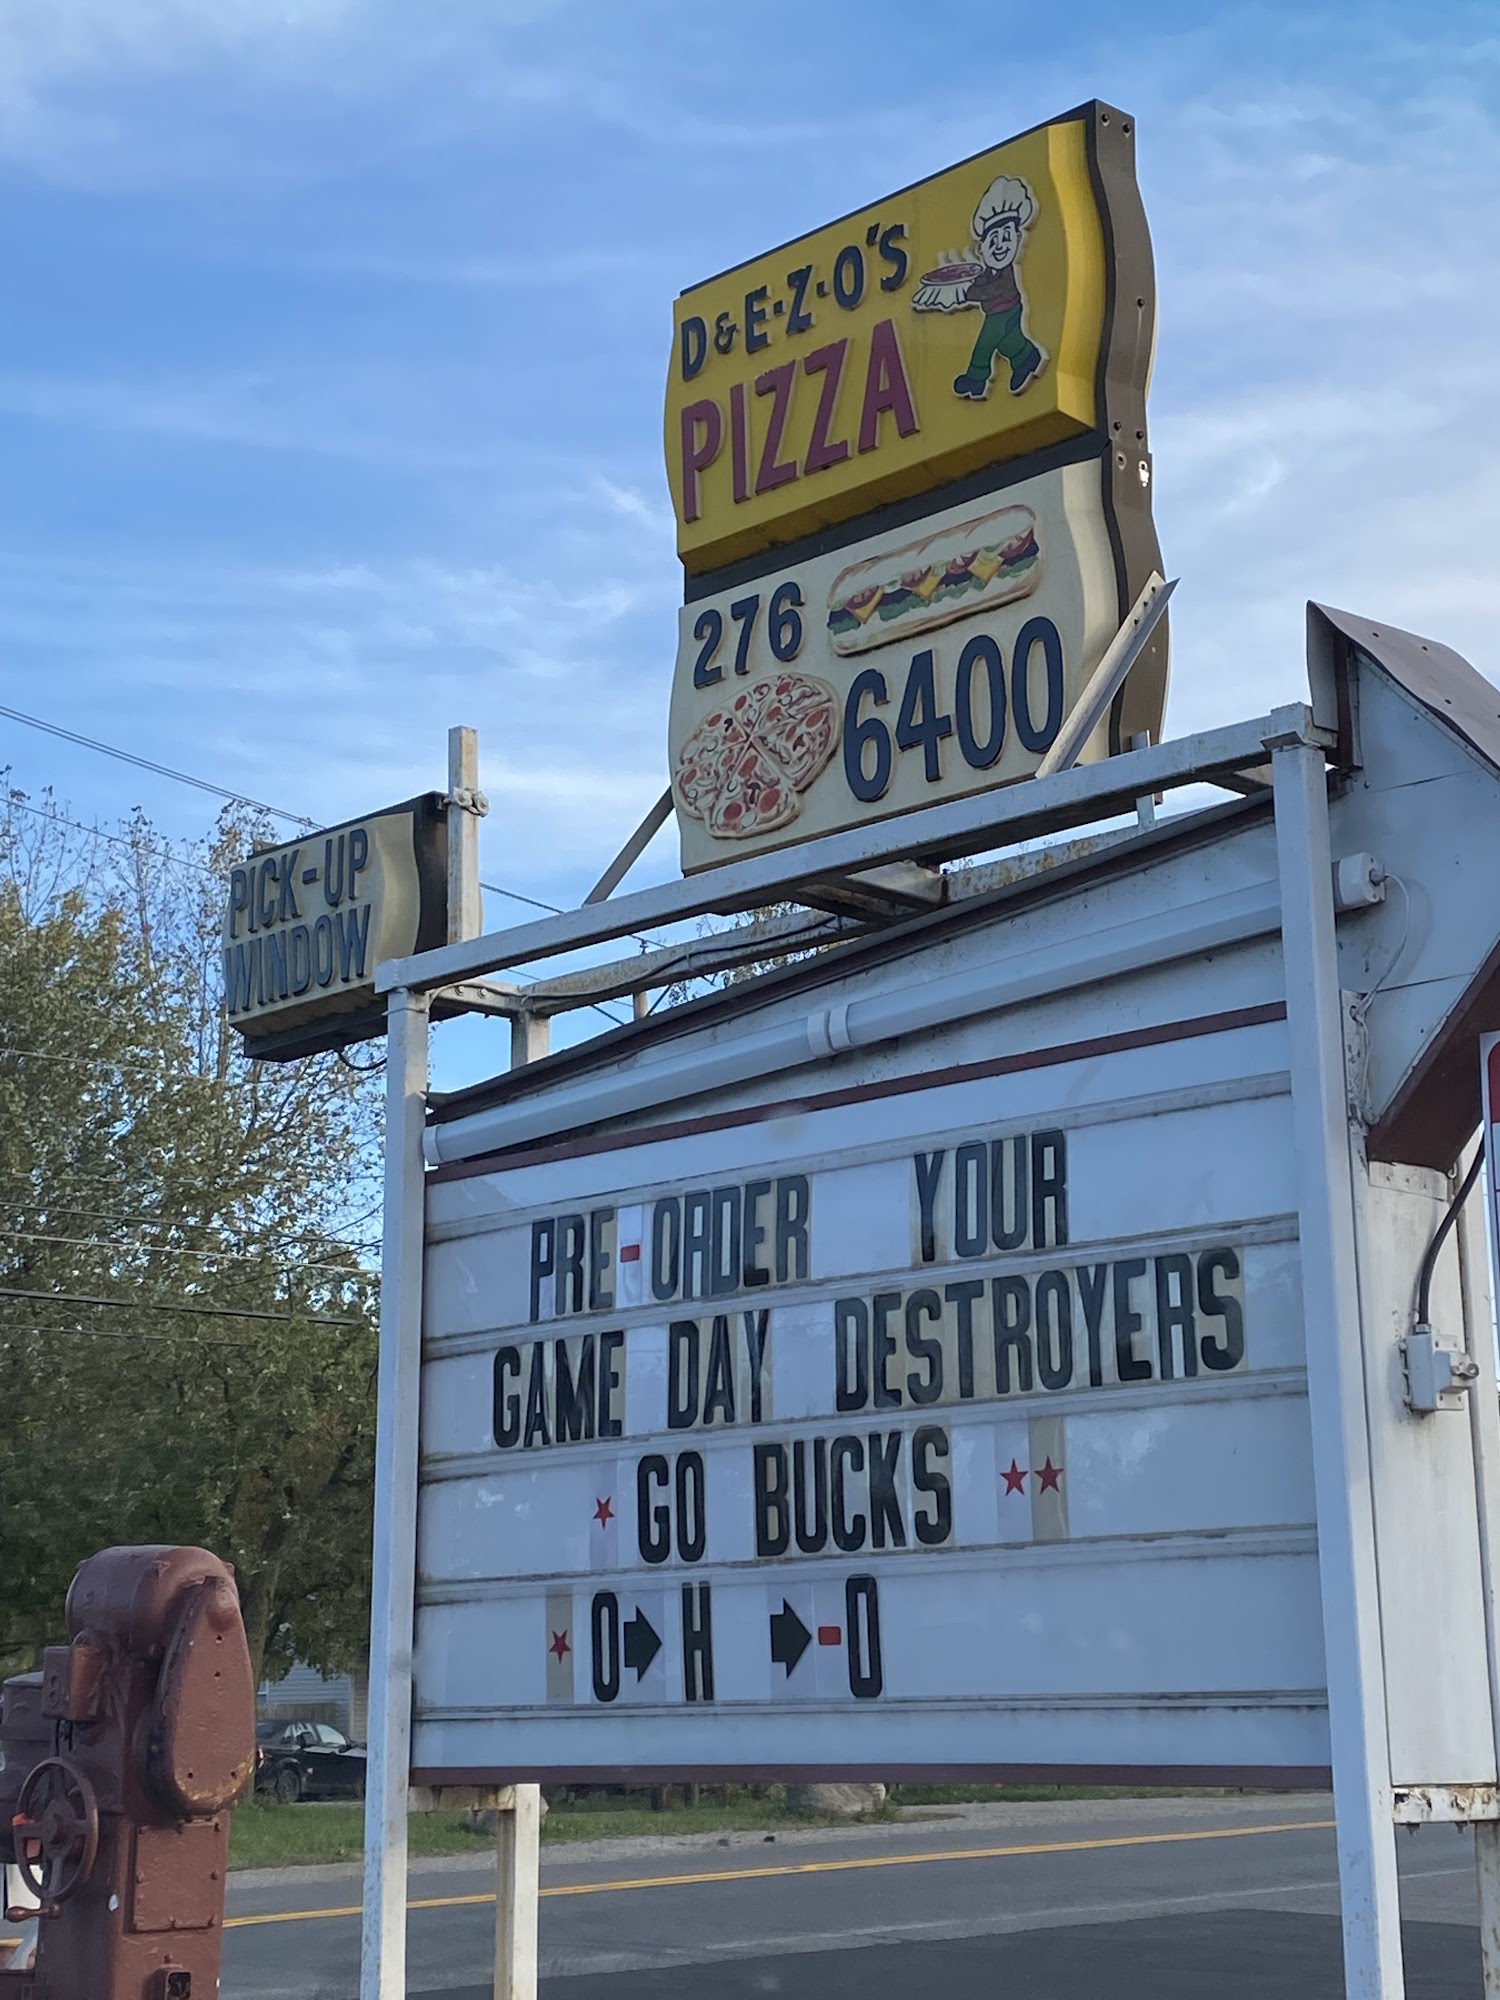 D&E·Z·O'S
PIZZA
276
6400
PICK-UP
WINDOW
PRE-ORDER YOUR
GAME DAY DESTROYERS
★ GO BUCKS ★★
★ O➡H ➡-O